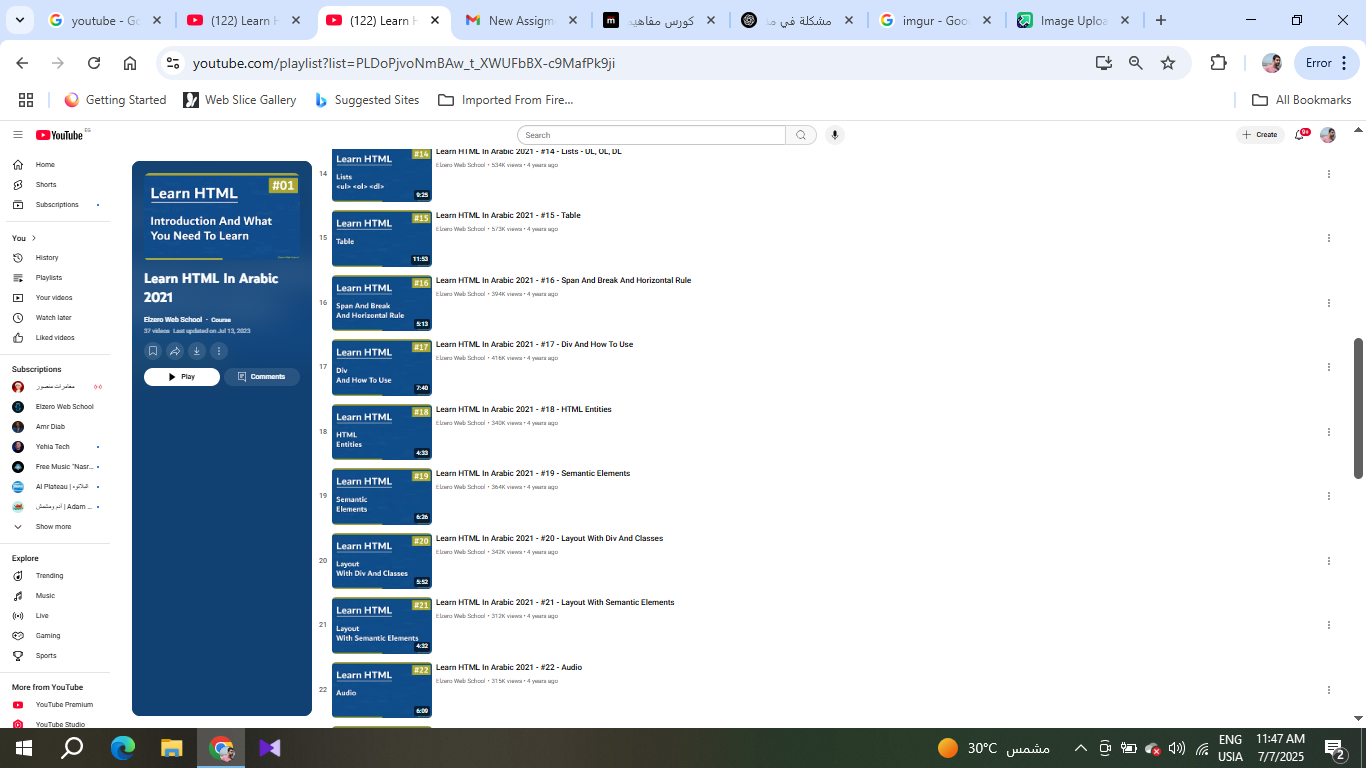 youtube - Go
(122) Learn H
(122) Learn H
New Assignm
كورس مفاهيم
مشكلة في مش
imgur - Goo
Image Uploa
youtube.com/playlist?list=PLDoPjvoNmBAw_t_XWUFbBX-c9MafPk9ji
Error
Getting Started
Web Slice Gallery
Suggested Sites
Imported From Fire...
All Bookmarks
YouTube EG
Search
Create
9+
Home
Shorts
Subscriptions
You
History
Playlists
Your videos
Watch later
Liked videos
Subscriptions
مغامرات منصور
Elzero Web School
Amr Diab
Yehia Tech
Free Music "Nasr...
Al Plateau | البلاتوه
آدم ومشمش | Adam ...
Show more
Explore
Trending
Music
Live
Gaming
Sports
More from YouTube
YouTube Premium
YouTube Studio
#01
Learn HTML
Introduction And What
You Need To Learn
Learn HTML In Arabic
2021
Elzero Web School • Course
37 videos Last updated on Jul 13, 2023
Play
Comments
14
Learn HTML
#14
Lists
<ul> <ol> <dl>
9:25
Learn HTML In Arabic 2021 - #14 - Lists - UL, OL, DL
Elzero Web School • 534K views • 4 years ago
15
Learn HTML
#15
Table
11:53
Learn HTML In Arabic 2021 - #15 - Table
Elzero Web School • 573K views • 4 years ago
16
Learn HTML
#16
Span And Break
And Horizontal Rule
5:13
Learn HTML In Arabic 2021 - #16 - Span And Break And Horizontal Rule
Elzero Web School • 394K views • 4 years ago
17
Learn HTML
#17
Div
And How To Use
7:40
Learn HTML In Arabic 2021 - #17 - Div And How To Use
Elzero Web School • 416K views • 4 years ago
18
Learn HTML
#18
HTML
Entities
4:33
Learn HTML In Arabic 2021 - #18 - HTML Entities
Elzero Web School • 340K views • 4 years ago
19
Learn HTML
#19
Semantic
Elements
6:26
Learn HTML In Arabic 2021 - #19 - Semantic Elements
Elzero Web School • 364K views • 4 years ago
20
Learn HTML
#20
Layout
With Div And Classes
5:52
Learn HTML In Arabic 2021 - #20 - Layout With Div And Classes
Elzero Web School • 342K views • 4 years ago
21
Learn HTML
#21
Layout
With Semantic Elements
4:32
Learn HTML In Arabic 2021 - #21 - Layout With Semantic Elements
Elzero Web School • 312K views • 4 years ago
22
Learn HTML
#22
Audio
6:09
Learn HTML In Arabic 2021 - #22 - Audio
Elzero Web School • 315K views • 4 years ago
30°C مشمس
ENG
USIA
11:47 AM
7/7/2025
2